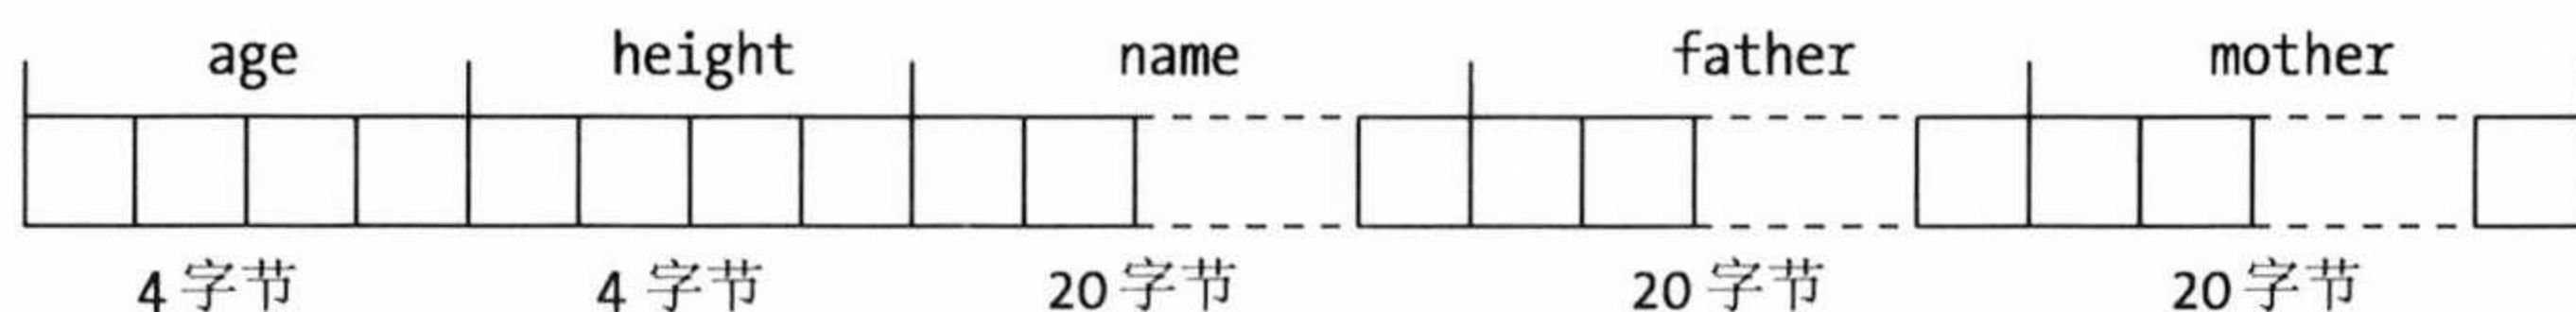 age height name father mother
4字节 4字节 20字节 20字节 20字节